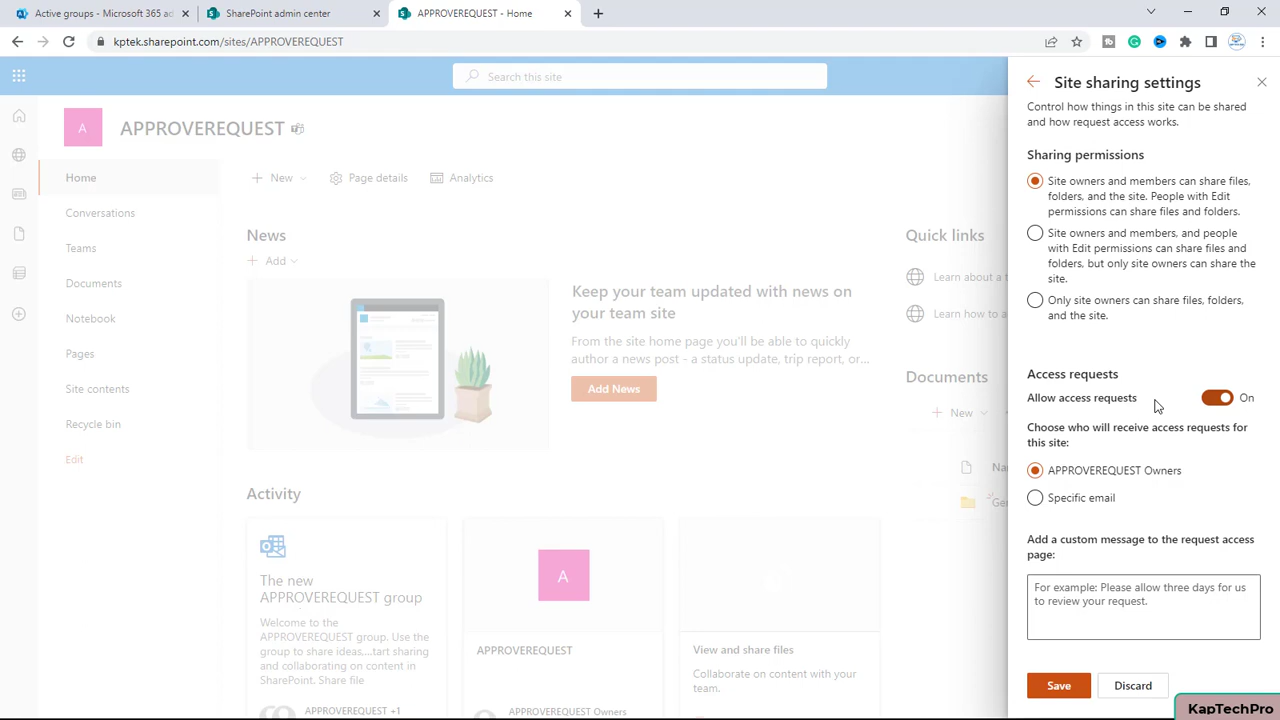 Active groups - Microsoft 365 ad
SharePoint admin center
APPROVEREQUEST - Home
kptek.sharepoint.com/sites/APPROVEREQUEST
Search this site
A
APPROVEREQUEST
Home
Conversations
Teams
Documents
Notebook
Pages
Site contents
Recycle bin
Edit
New
Page details
Analytics
News
Add
Keep your team updated with news on
your team site
From the site home page you'll be able to quickly
author a news post - a status update, trip report, or...
Add News
Quick links
Learn about a t
Learn how to a
Documents
New
Na
Ge
Activity
The new
APPROVEREQUEST group
Welcome to the
APPROVEREQUEST group. Use the
group to share ideas,...tart sharing
and collaborating on content in
SharePoint. Share file
APPROVEREQUEST +1
A
APPROVEREQUEST
APPROVEREQUEST Owners
View and share files
Collaborate on content with your
team.
Site sharing settings
Control how things in this site can be shared
and how request access works.
Sharing permissions
Site owners and members can share files,
folders, and the site. People with Edit
permissions can share files and folders.
Site owners and members, and people
with Edit permissions can share files and
folders, but only site owners can share the
site.
Only site owners can share files, folders,
and the site.
Access requests
Allow access requests
On
Choose who will receive access requests for
this site:
APPROVEREQUEST Owners
Specific email
Add a custom message to the request access
page:
For example: Please allow three days for us
to review your request.
Save
Discard
KapTechPro